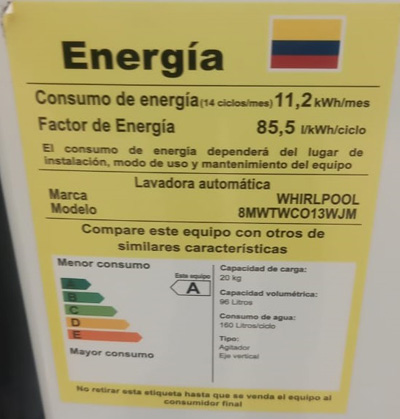 Energía
Consumo de energía (14 ciclos/mes) 11,2 kWh/mes
Factor de Energía 85,5 l/kWh/ciclo
El consumo de energía dependerá del lugar de
instalación, modo de uso y mantenimiento del equipo
Lavadora automática
Marca WHIRLPOOL
Modelo 8MWTWCO13WJM
Compare este equipo con otros de
similares características
Menor consumo
A
B
C
D
E
Mayor consumo
Este equipo
A
Capacidad de carga:
20 kg
Capacidad volumétrica:
96 Litros
Consumo de agua:
160 Litros/ciclo
Tipo:
Agitador
Eje vertical
No retirar esta etiqueta hasta que se venda el equipo al
consumidor final